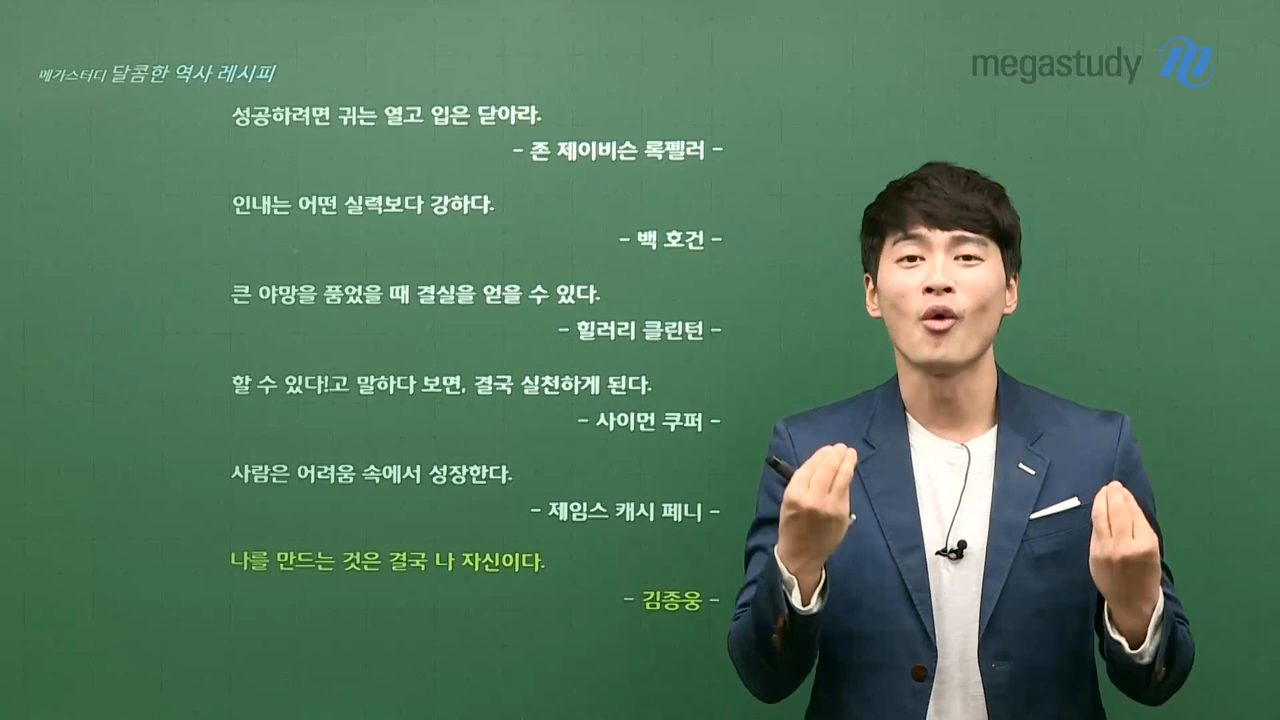 메가스터디 달콤한 역사 레시피
megastudy
성공하려면 귀는 열고 입은 닫아라.
- 존 제이비슨 록펠러 -
인내는 어떤 실력보다 강하다.
- 백 호건 -
큰 야망을 품었을 때 결실을 얻을 수 있다.
- 힐러리 클린턴 -
할 수 있다!고 말하다 보면, 결국 실천하게 된다.
- 사이먼 쿠퍼 -
사람은 어려움 속에서 성장한다.
- 제임스 캐시 페니 -
나를 만드는 것은 결국 나 자신이다.
- 김종웅 -